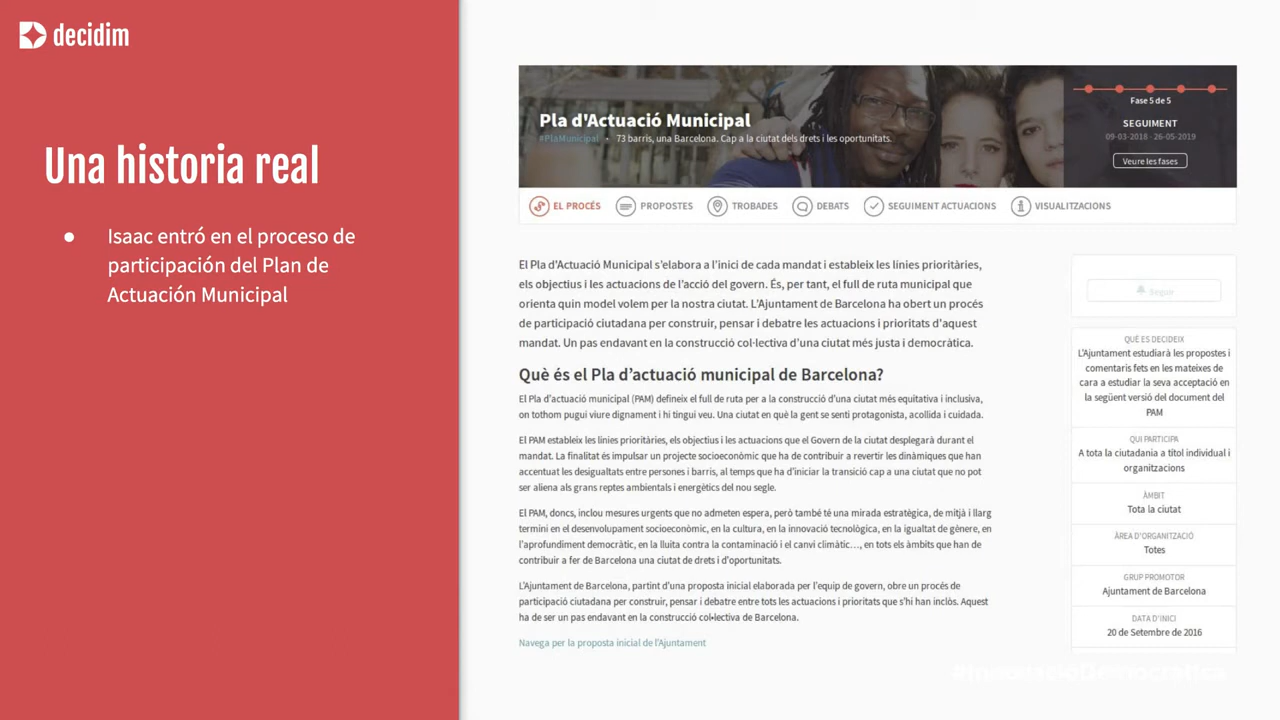 decidim
Una historia real
● Isaac entró en el proceso de
participación del Plan de
Actuación Municipal
Pla d'Actuació Municipal
#PlaMunicipal • 73 barris, una Barcelona. Cap a la ciutat dels drets i les oportunitats.
Fase 5 de 5
SEGUIMENT
09-03-2018 - 26-05-2019
Veure les fases
EL PROCÉS PROPOSTES TROBADES DEBATS SEGUIMENT ACTUACIONS VISUALITZACIONS
El Pla d'Actuació Municipal s'elabora a l'inici de cada mandat i estableix les línies prioritàries,
els objectius i les actuacions de l'acció del govern. És, per tant, el full de ruta municipal que
orienta quin model volem per la nostra ciutat. L'Ajuntament de Barcelona ha obert un procés
de participació ciutadana per construir, pensar i debatre les actuacions i prioritats d'aquest
mandat. Un pas endavant en la construcció col·lectiva d'una ciutat més justa i democràtica.
Què és el Pla d'actuació municipal de Barcelona?
El Pla d'actuació municipal (PAM) defineix el full de ruta per a la construcció d'una ciutat més equitativa i inclusiva,
on tothom pugui viure dignament i hi tingui veu. Una ciutat en què la gent se senti protagonista, acollida i cuidada.
El PAM estableix les línies prioritàries, els objectius i les actuacions que el Govern de la ciutat desplegarà durant el
mandat. La finalitat és impulsar un projecte socioeconòmic que ha de contribuir a revertir les dinàmiques que han
accentuat les desigualtats entre persones i barris, al temps que ha d'iniciar la transició cap a una ciutat que no pot
ser aliena als grans reptes ambientals i energètics del nou segle.
El PAM, doncs, inclou mesures urgents que no admeten espera, però també té una mirada estratègica, de mitjà i llarg
termini en el desenvolupament socioeconòmic, en la cultura, en la innovació tecnològica, en la igualtat de gènere, en
l'aprofundiment democràtic, en la lluita contra la contaminació i el canvi climàtic..., en tots els àmbits que han de
contribuir a fer de Barcelona una ciutat de drets i d'oportunitats.
L'Ajuntament de Barcelona, partint d'una proposta inicial elaborada per l'equip de govern, obre un procés de
participació ciutadana per construir, pensar i debatre entre tots les actuacions i prioritats que s'hi han inclòs. Aquest
ha de ser un pas endavant en la construcció col•lectiva de Barcelona.
Navega per la proposta inicial de l'Ajuntament
Seguir
QUÈ ES DECIDEIX
L'Ajuntament estudiarà les propostes i
comentaris fets en les mateixes de
cara a estudiar la seva acceptació en
la següent versió del document del
PAM
QUI PARTICIPA
A tota la ciutadania a títol individual i
organitzacions
ÀMBIT
Tota la ciutat
ÀREA D'ORGANITZACIÓ
Totes
GRUP PROMOTOR
Ajuntament de Barcelona
DATA D'INICI
20 de Setembre de 2016